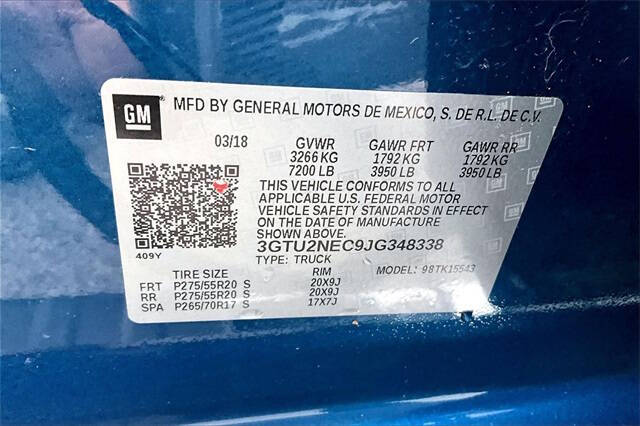 GM MFD BY GENERAL MOTORS DE MEXICO, S. DE R.L. DE C.V.
03/18 GVWR GAWR FRT GAWR RR
3266 KG 1792 KG 1792 KG
7200 LB 3950 LB 3950 LB
THIS VEHICLE CONFORMS TO ALL
APPLICABLE U.S. FEDERAL MOTOR
VEHICLE SAFETY STANDARDS IN EFFECT
ON THE DATE OF MANUFACTURE
SHOWN ABOVE.
3GTU2NEC9JG348338
409Y TYPE: TRUCK MODEL: 98TK15543
TIRE SIZE RIM
FRT P275/55R20 S 20X9J
RR P275/55R20 S 20X9J
SPA P265/70R17 S 17X7J